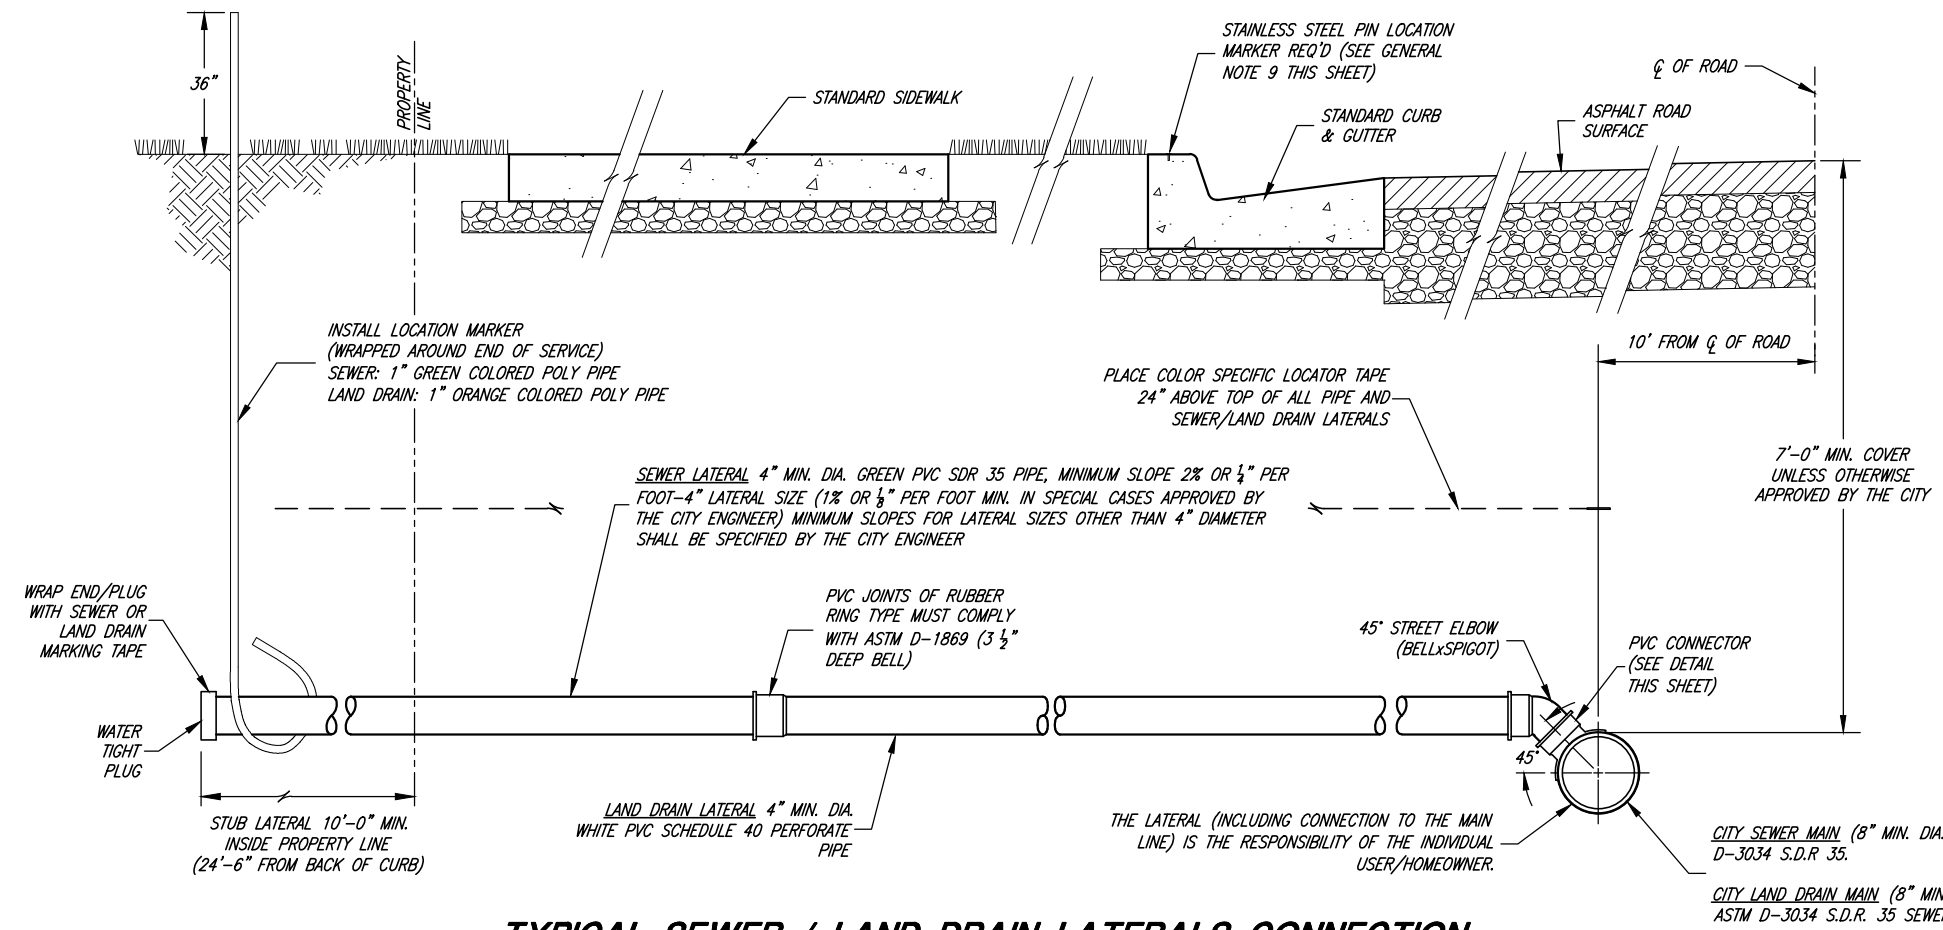 36"
PROPERTY
LINE
STANDARD SIDEWALK
STAINLESS STEEL PIN LOCATION
MARKER REQ'D (SEE GENERAL
NOTE 9 THIS SHEET)
STANDARD CURB
& GUTTER
℄ OF ROAD
ASPHALT ROAD
SURFACE
INSTALL LOCATION MARKER
(WRAPPED AROUND END OF SERVICE)
SEWER: 1" GREEN COLORED POLY PIPE
LAND DRAIN: 1" ORANGE COLORED POLY PIPE
10' FROM ℄ OF ROAD
PLACE COLOR SPECIFIC LOCATOR TAPE
24" ABOVE TOP OF ALL PIPE AND
SEWER/LAND DRAIN LATERALS
7'-0" MIN. COVER
UNLESS OTHERWISE
APPROVED BY THE CITY
SEWER LATERAL 4" MIN. DIA. GREEN PVC SDR 35 PIPE, MINIMUM SLOPE 2% OR 1/4" PER
FOOT-4" LATERAL SIZE (1% OR 1/8" PER FOOT MIN. IN SPECIAL CASES APPROVED BY
THE CITY ENGINEER) MINIMUM SLOPES FOR LATERAL SIZES OTHER THAN 4" DIAMETER
SHALL BE SPECIFIED BY THE CITY ENGINEER
WRAP END/PLUG
WITH SEWER OR
LAND DRAIN
MARKING TAPE
PVC JOINTS OF RUBBER
RING TYPE MUST COMPLY
WITH ASTM D-1869 (3 1/2"
DEEP BELL)
45° STREET ELBOW
(BELLxSPIGOT)
PVC CONNECTOR
(SEE DETAIL
THIS SHEET)
WATER
TIGHT
PLUG
45°
STUB LATERAL 10'-0" MIN.
INSIDE PROPERTY LINE
(24'-6" FROM BACK OF CURB)
LAND DRAIN LATERAL 4" MIN. DIA.
WHITE PVC SCHEDULE 40 PERFORATE
PIPE
THE LATERAL (INCLUDING CONNECTION TO THE MAIN
LINE) IS THE RESPONSIBILITY OF THE INDIVIDUAL
USER/HOMEOWNER.
CITY SEWER MAIN (8" MIN. DIA.
D-3034 S.D.R 35.
CITY LAND DRAIN MAIN (8" MIN
ASTM D-3034 S.D.R. 35 SEWE
TYPICAL SEWER / LAND DRAIN LATERALS CONNECTION